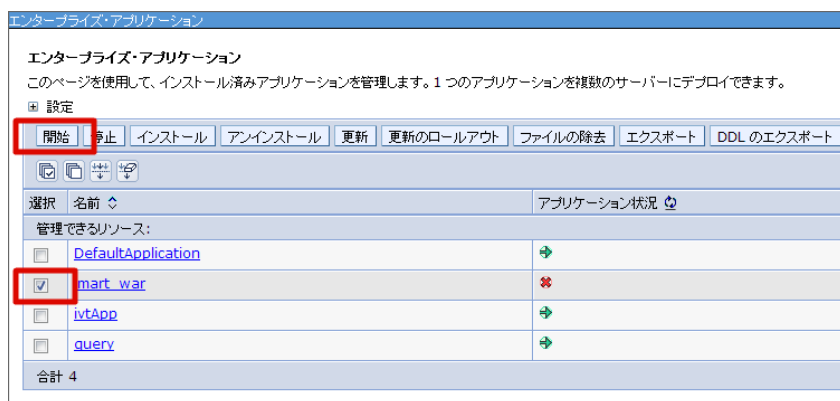 エンタープライズ・アプリケーション
エンタープライズ・アプリケーション
このページを使用して、インストール済みアプリケーションを管理します。1 つのアプリケーションを複数のサーバーにデプロイできます。
設定
開始 停止 インストール アンインストール 更新 更新のロールアウト ファイルの除去 エクスポート DDL のエクスポート
選択 名前 アプリケーション状況
管理できるリソース:
DefaultApplication
mart_war
ivtApp
query
合計 4